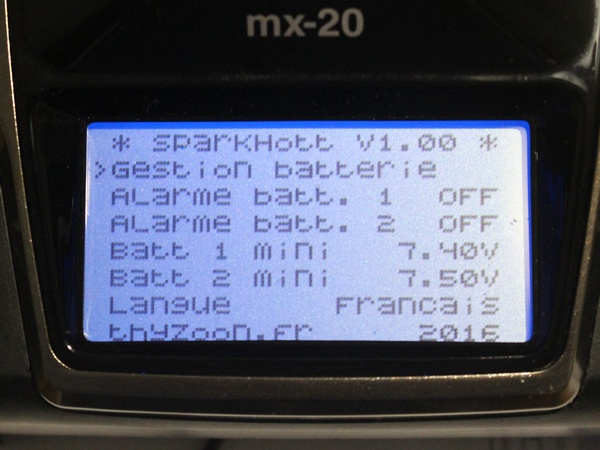 mx-20
* SparkHott V1.00 *
>Gestion batterie
Alarme batt. 1 OFF
Alarme batt. 2 OFF
Batt 1 mini 7.40V
Batt 2 mini 7.50V
Langue Francais
thyzoon.fr 2016